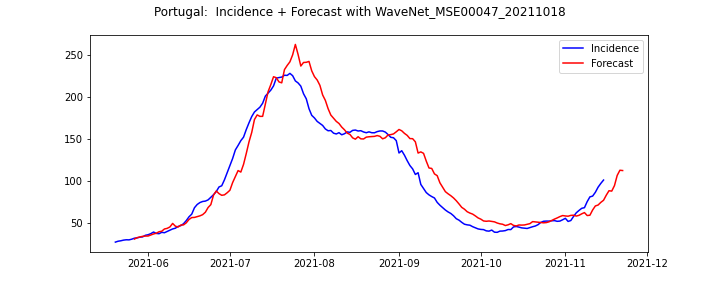 Portugal:  Incidence + Forecast with WaveNet_MSE00047_20211018
Incidence
Forecast
250
200
150
100
50
2021-06 2021-07 2021-08 2021-09 2021-10 2021-11 2021-12